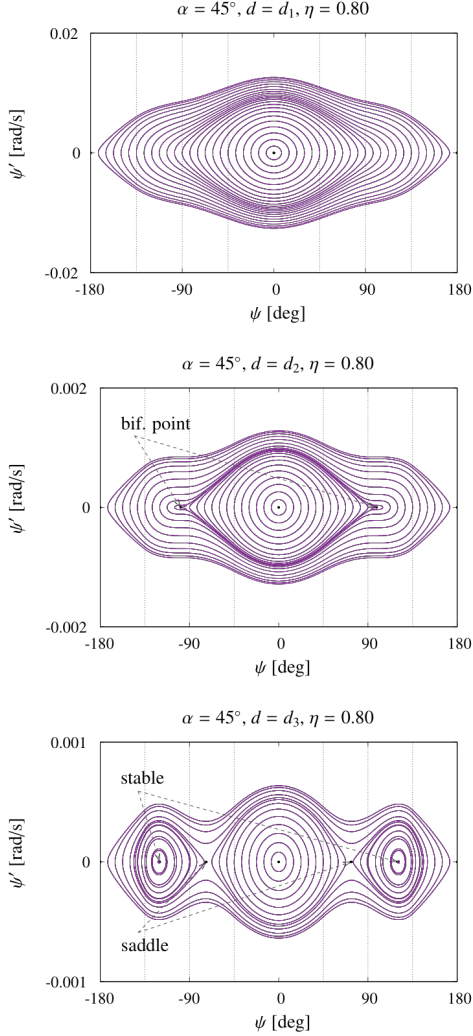 α = 45°, d = d₁, η = 0.80
0.02
0
-0.02
ψ′ [rad/s]
-180 -90 0 90 180
ψ [deg]
α = 45°, d = d₂, η = 0.80
0.002
bif. point
0
-0.002
ψ′ [rad/s]
-180 -90 0 90 180
ψ [deg]
α = 45°, d = d₃, η = 0.80
0.001
stable
0
saddle
-0.001
ψ′ [rad/s]
-180 -90 0 90 180
ψ [deg]